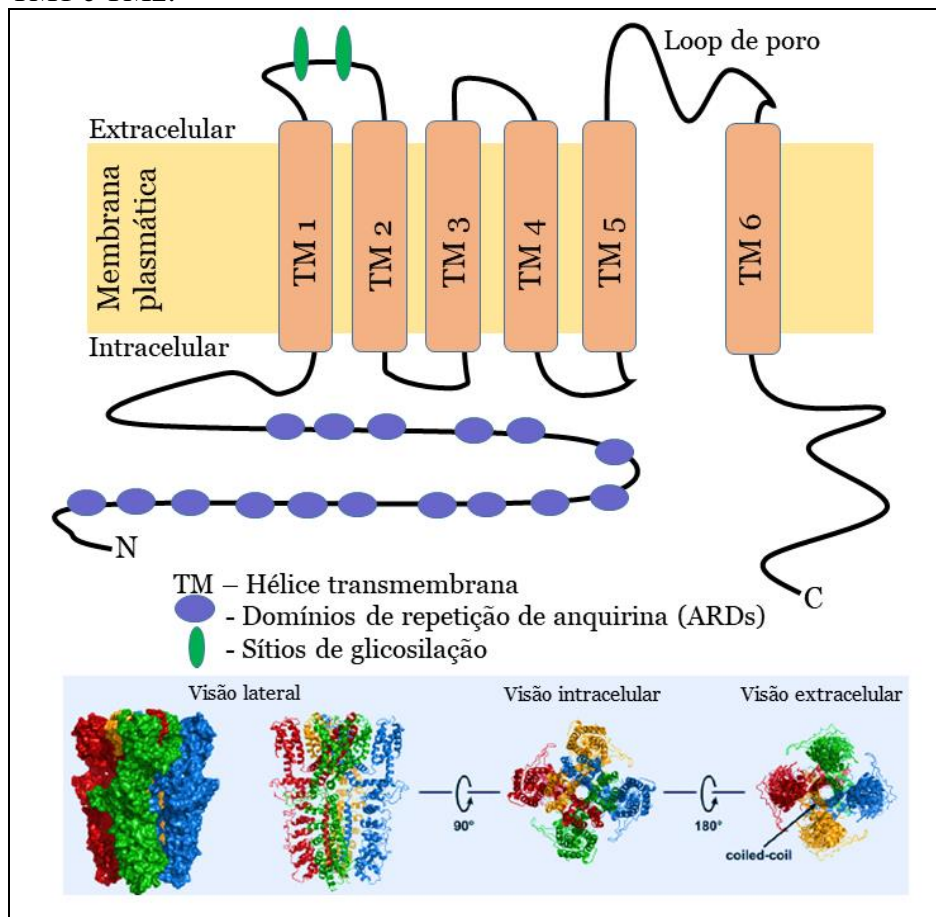 TM1 e TM2.
Loop de poro
Extracelular
Membrana
plasmática
TM 1
TM 2
TM 3
TM 4
TM 5
TM 6
Intracelular
N
C
TM – Hélice transmembrana
- Domínios de repetição de anquirina (ARDs)
- Sítios de glicosilação
Visão lateral
Visão intracelular
Visão extracelular
90°
180°
coiled-coil